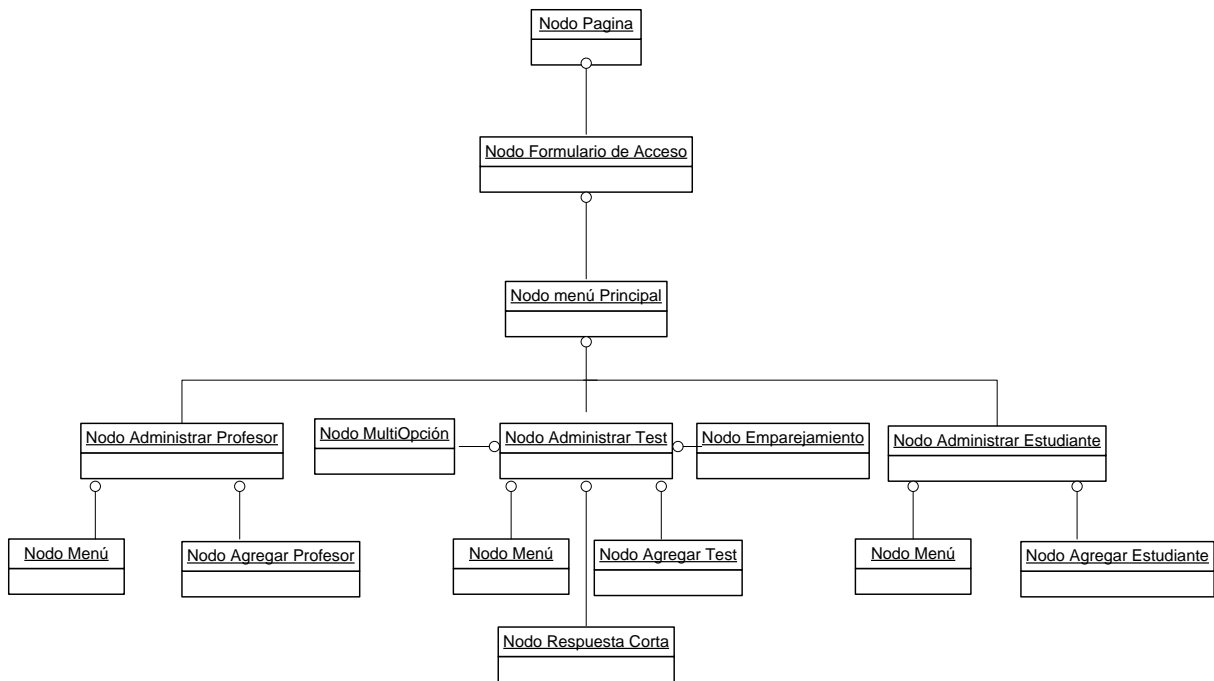 Nodo Pagina
Nodo Formulario de Acceso
Nodo menú Principal
Nodo Administrar Profesor
Nodo MultiOpción
Nodo Administrar Test
Nodo Emparejamiento
Nodo Administrar Estudiante
Nodo Menú
Nodo Agregar Profesor
Nodo Menú
Nodo Agregar Test
Nodo Menú
Nodo Agregar Estudiante
Nodo Respuesta Corta